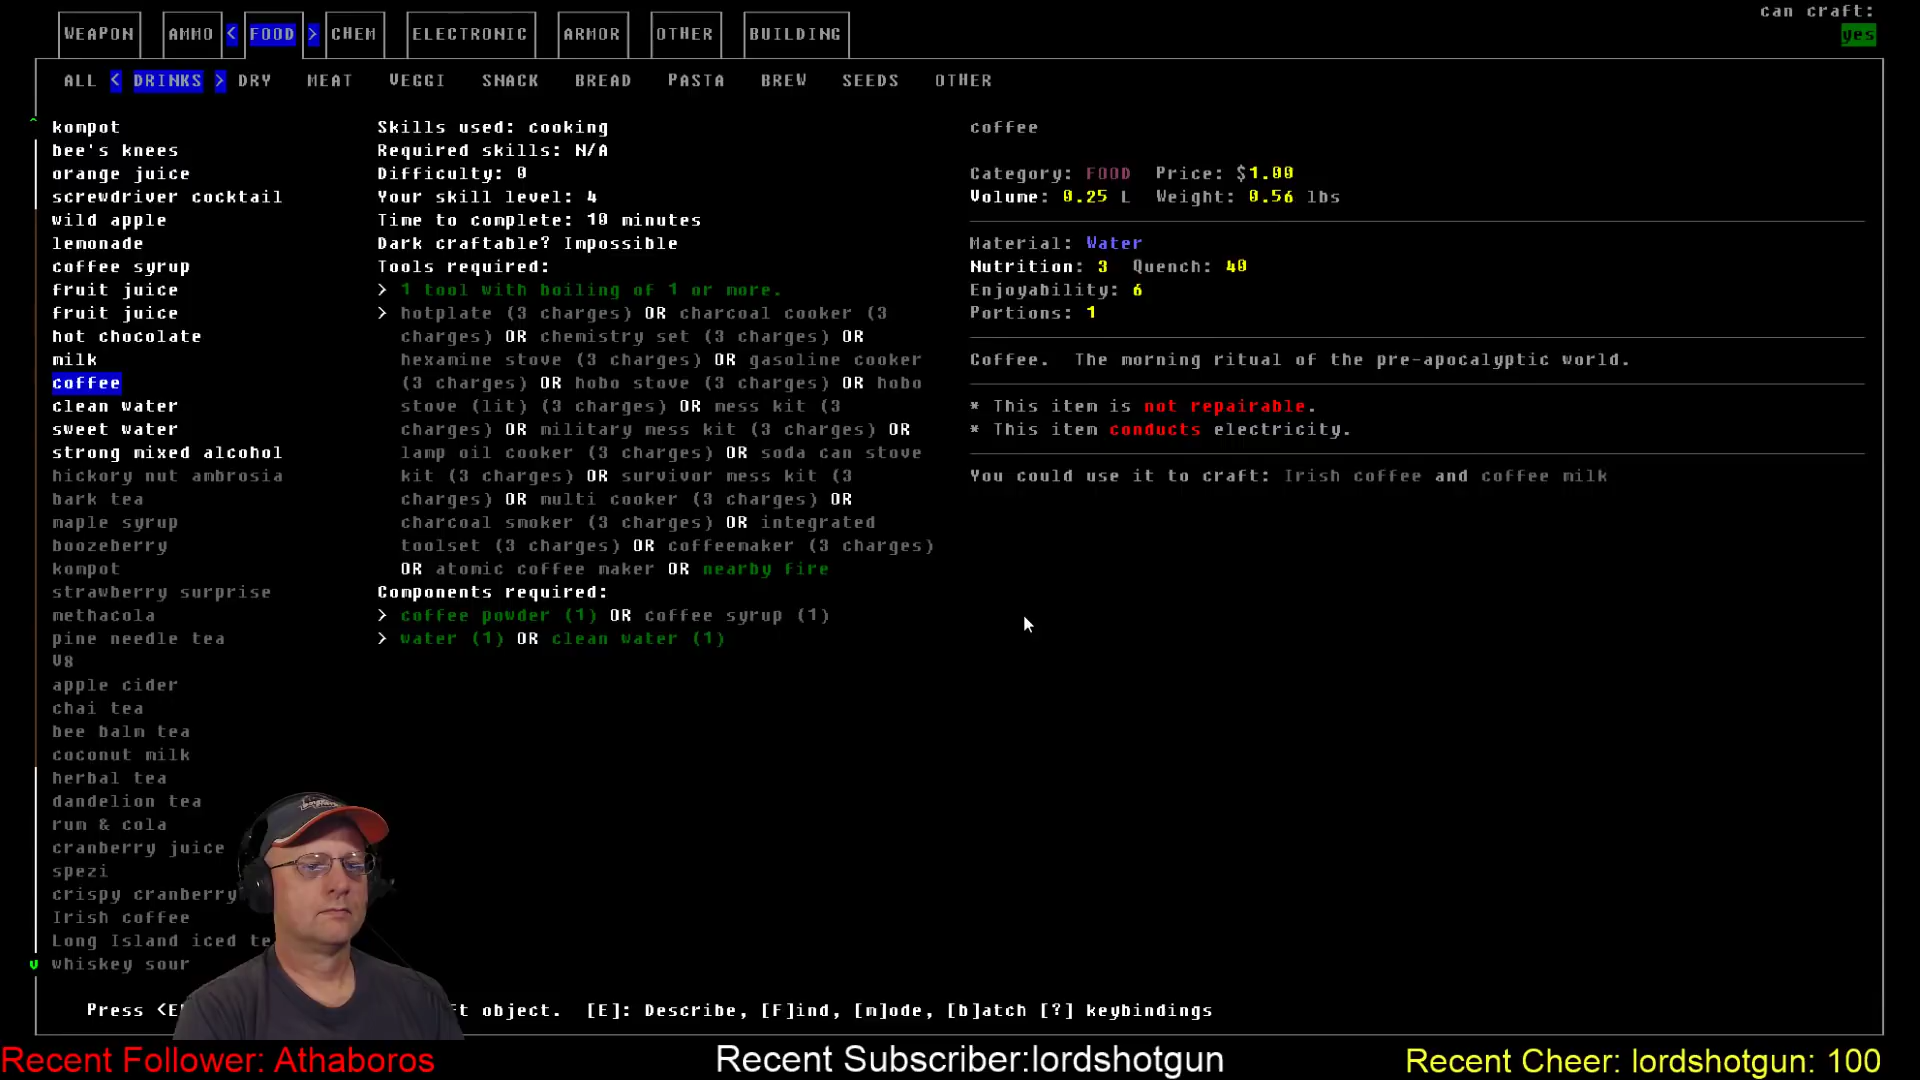 can craft:
WEAPON AMMO < FOOD > CHEM ELECTRONIC ARMOR OTHER BUILDING yes
ALL < DRINKS > DRY MEAT VEGGI SNACK BREAD PASTA BREW SEEDS OTHER
^
kompot
bee's knees
orange juice
screwdriver cocktail
wild apple
lemonade
coffee syrup
fruit juice
fruit juice
hot chocolate
milk
coffee
clean water
sweet water
strong mixed alcohol
hickory nut ambrosia
bark tea
maple syrup
boozeberry
kompot
strawberry surprise
methacola
pine needle tea
V8
apple cider
chai tea
bee balm tea
coconut milk
herbal tea
dandelion tea
rum & cola
cranberry juice
spezi
crispy cranberry
Irish coffee
Long Island iced te
v whiskey sour
Skills used: cooking
Required skills: N/A
Difficulty: 0
Your skill level: 4
Time to complete: 10 minutes
Dark craftable? Impossible
Tools required:
> 1 tool with boiling of 1 or more.
> hotplate (3 charges) OR charcoal cooker (3
charges) OR chemistry set (3 charges) OR
hexamine stove (3 charges) OR gasoline cooker
(3 charges) OR hobo stove (3 charges) OR hobo
stove (lit) (3 charges) OR mess kit (3
charges) OR military mess kit (3 charges) OR
lamp oil cooker (3 charges) OR soda can stove
kit (3 charges) OR survivor mess kit (3
charges) OR multi cooker (3 charges) OR
charcoal smoker (3 charges) OR integrated
toolset (3 charges) OR coffeemaker (3 charges)
OR atomic coffee maker OR nearby fire
Components required:
> coffee powder (1) OR coffee syrup (1)
> water (1) OR clean water (1)
coffee
Category: FOOD Price: $1.00
Volume: 0.25 L Weight: 0.56 lbs
Material: Water
Nutrition: 3 Quench: 40
Enjoyability: 6
Portions: 1
Coffee. The morning ritual of the pre-apocalyptic world.
* This item is not repairable.
* This item conducts electricity.
You could use it to craft: Irish coffee and coffee milk
Press <E ft object. [E]: Describe, [F]ind, [m]ode, [b]atch [?] keybindings
Recent Follower: Athaboros Recent Subscriber:lordshotgun Recent Cheer: lordshotgun: 100